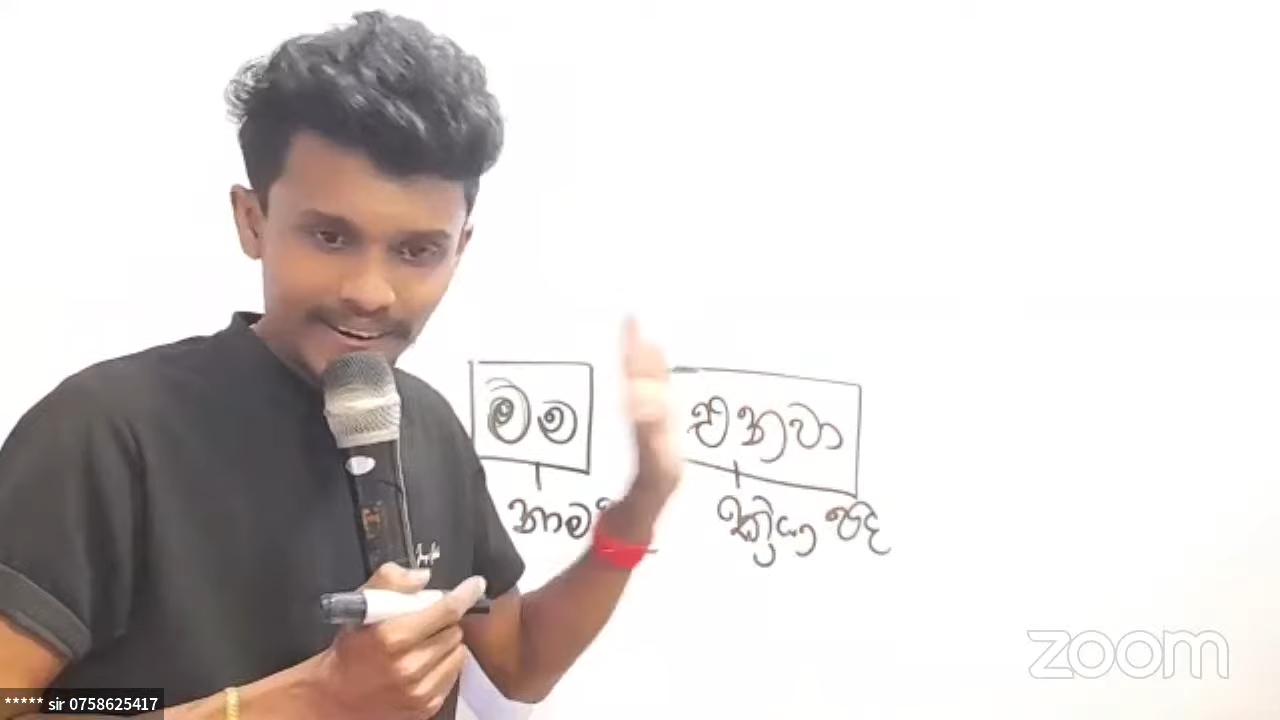 මම එනවා
නාම ක්‍රියා පද
zoom
***** sir 0758625417